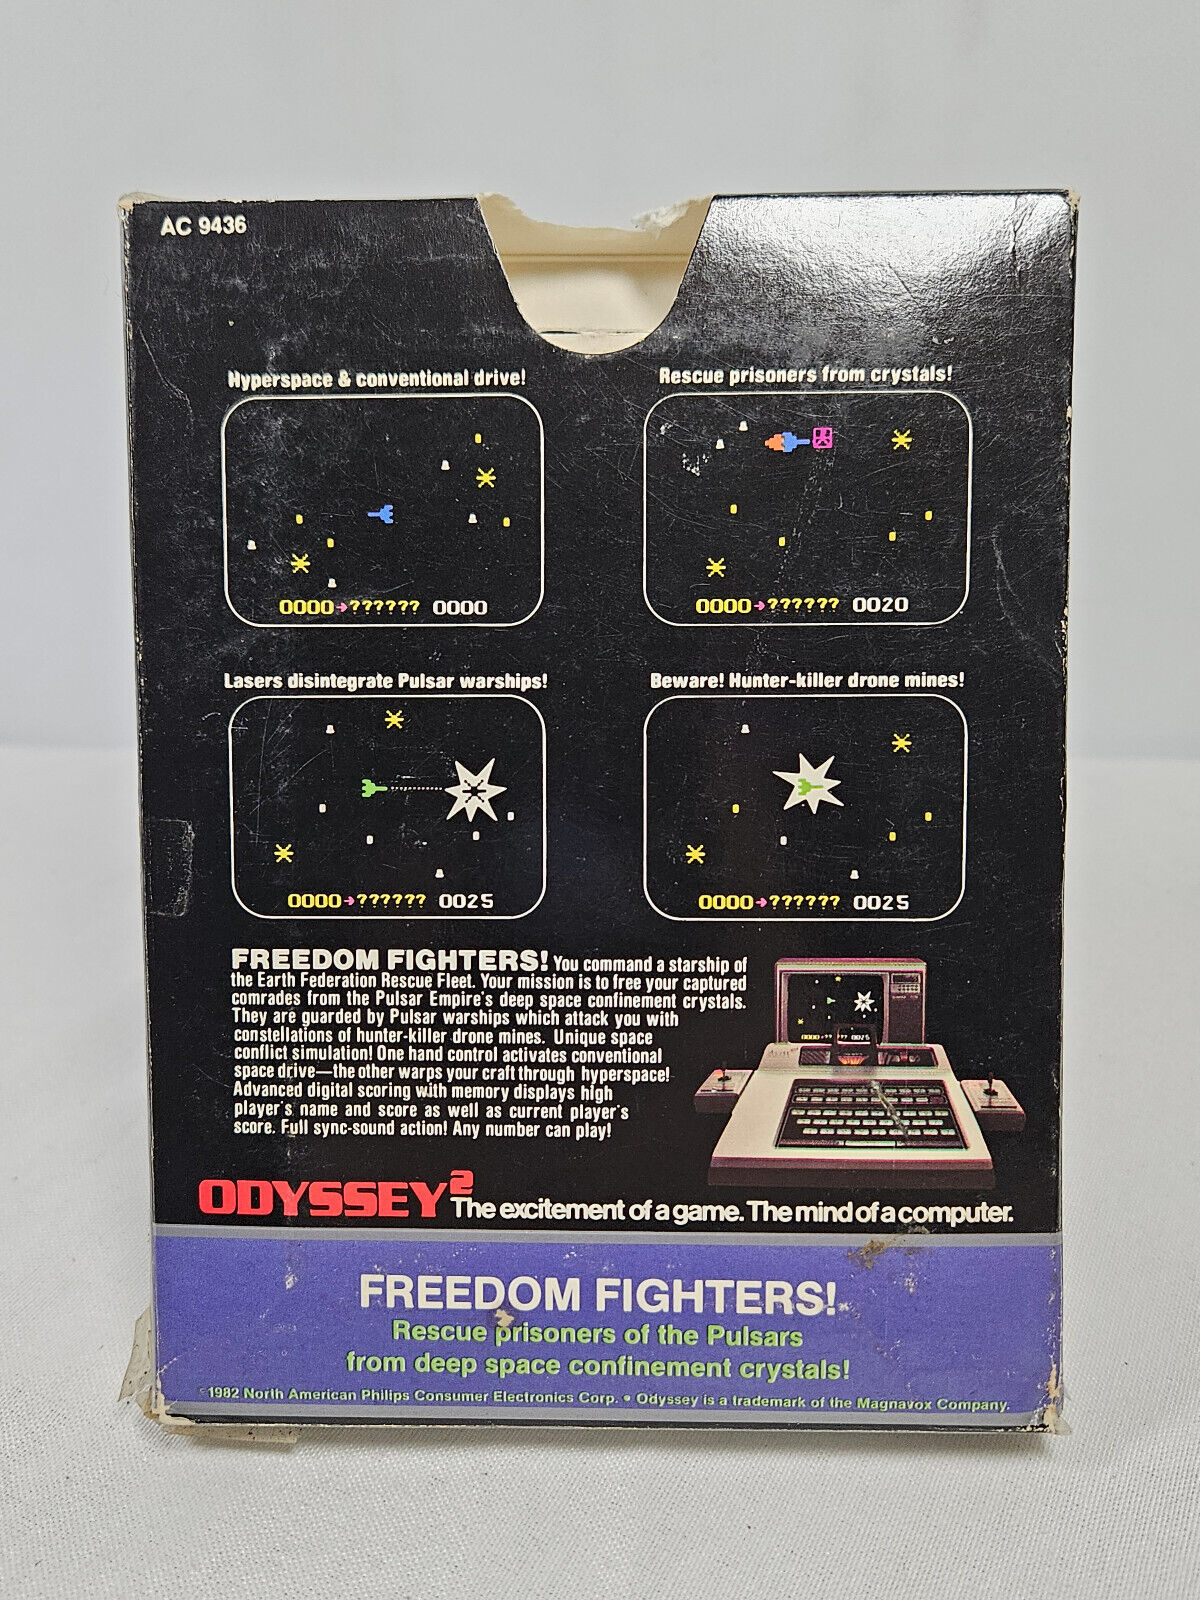 AC 9436
Hyperspace & conventional drive!
0000→?????? 0000
Rescue prisoners from crystals!
0000→?????? 0020
Lasers disintegrate Pulsar warships!
0000→?????? 0025
Beware! Hunter-killer drone mines!
0000→?????? 0025
FREEDOM FIGHTERS! You command a starship of
the Earth Federation Rescue Fleet. Your mission is to free your captured
comrades from the Pulsar Empire's deep space confinement crystals.
They are guarded by Pulsar warships which attack you with
constellations of hunter-killer drone mines. Unique space
conflict simulation! One hand control activates conventional
space drive—the other warps your craft through hyperspace!
Advanced digital scoring with memory displays high
player's name and score as well as current player's
score. Full sync-sound action! Any number can play!
ODYSSEY² The excitement of a game. The mind of a computer.
FREEDOM FIGHTERS!
Rescue prisoners of the Pulsars
from deep space confinement crystals!
©1982 North American Philips Consumer Electronics Corp. • Odyssey is a trademark of the Magnavox Company.